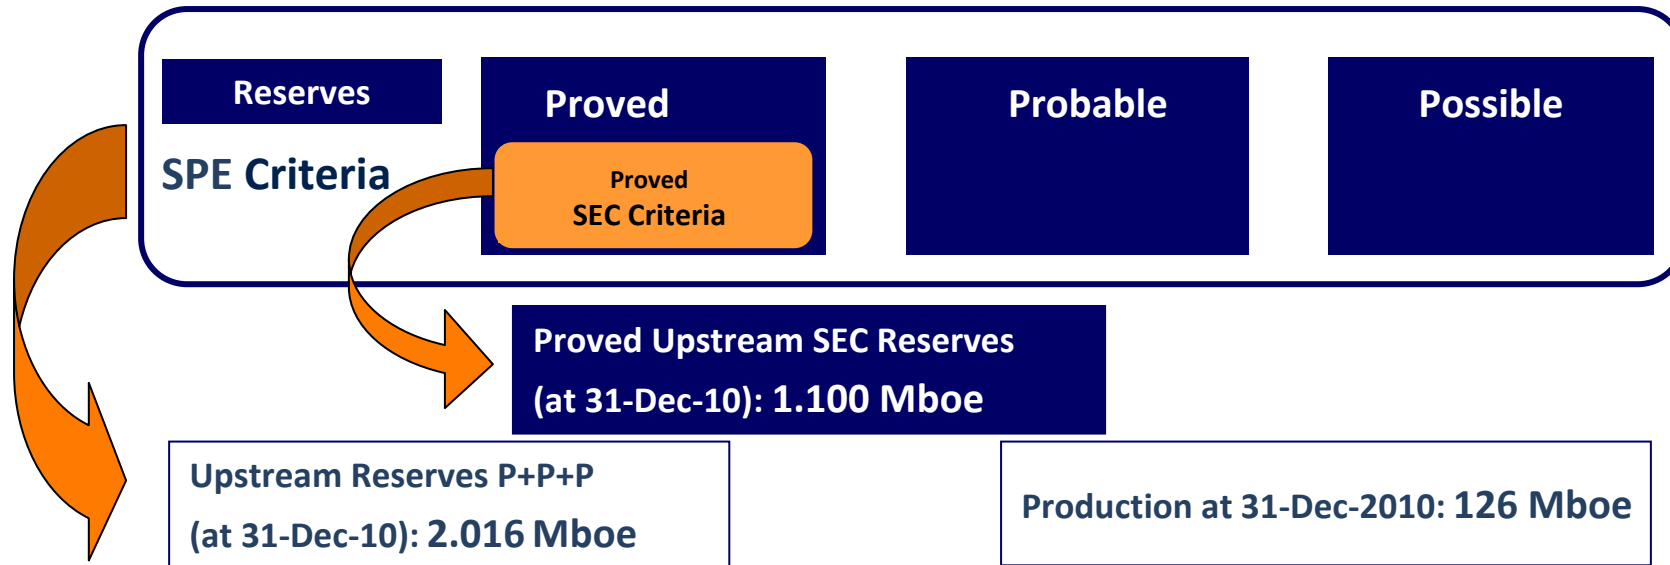 Reserves
Proved
Probable
Possible
SPE Criteria
Proved
SEC Criteria
Proved Upstream SEC Reserves
(at 31-Dec-10): 1.100 Mboe
Upstream Reserves P+P+P
(at 31-Dec-10): 2.016 Mboe
Production at 31-Dec-2010: 126 Mboe